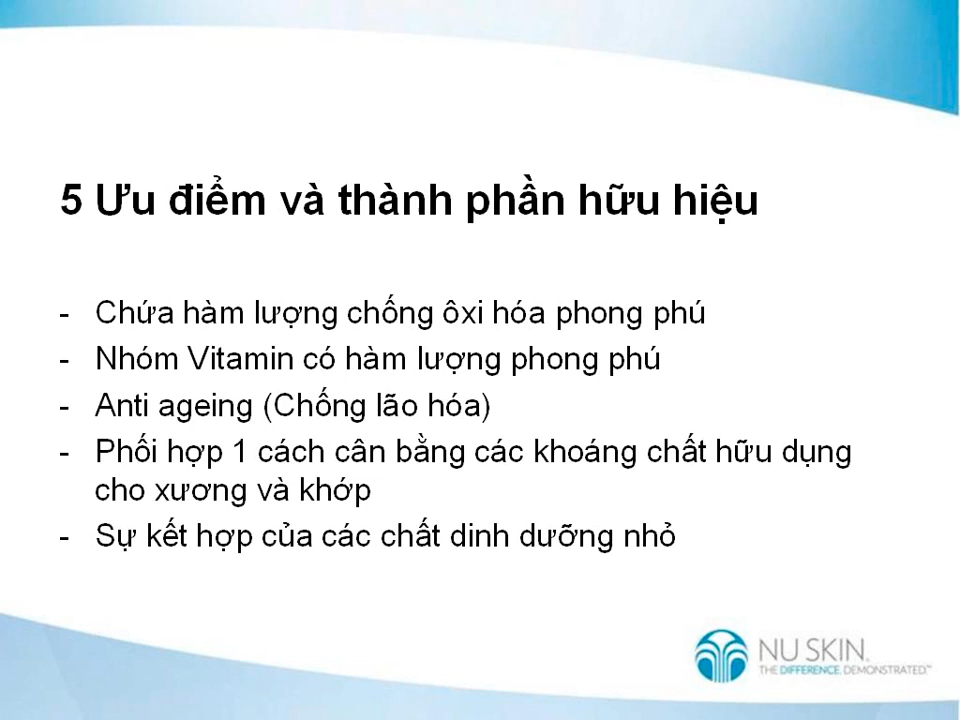 5 Ưu điểm và thành phần hữu hiệu
- Chứa hàm lượng chống ôxi hóa phong phú
- Nhóm Vitamin có hàm lượng phong phú
- Anti ageing (Chống lão hóa)
- Phối hợp 1 cách cân bằng các khoáng chất hữu dụng
cho xương và khớp
- Sự kết hợp của các chất dinh dưỡng nhỏ
NU SKIN.
THE DIFFERENCE. DEMONSTRATED.™